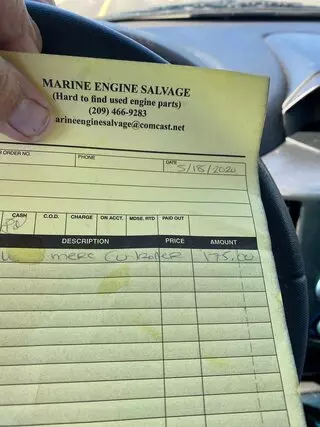 MARINE ENGINE SALVAGE
(Hard to find used engine parts)
(209) 466-9283
arineenginesalvage@comcast.net
ORDER NO. PHONE DATE 5/18/2020
CASH C.O.D. CHARGE ON ACCT. MDSE. RTD PAID OUT
DESCRIPTION PRICE AMOUNT
merc 175.00